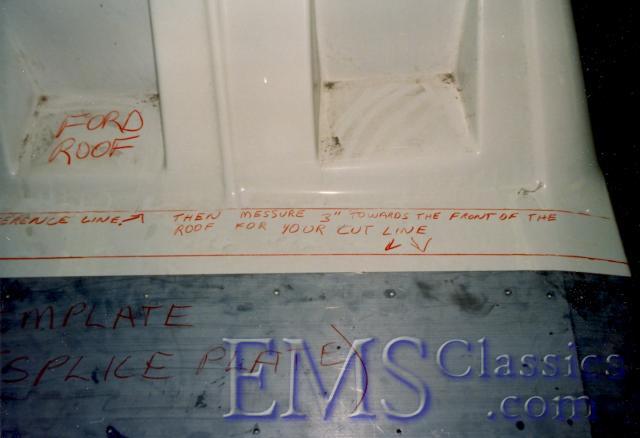 FORD
ROOF
ERENCE LINE. THEN MESSURE 3" TOWARDS THE FRONT OF THE
ROOF FOR YOUR CUT LINE
EMPLATE
SPLICE PLATE)
EMS Classics
.com